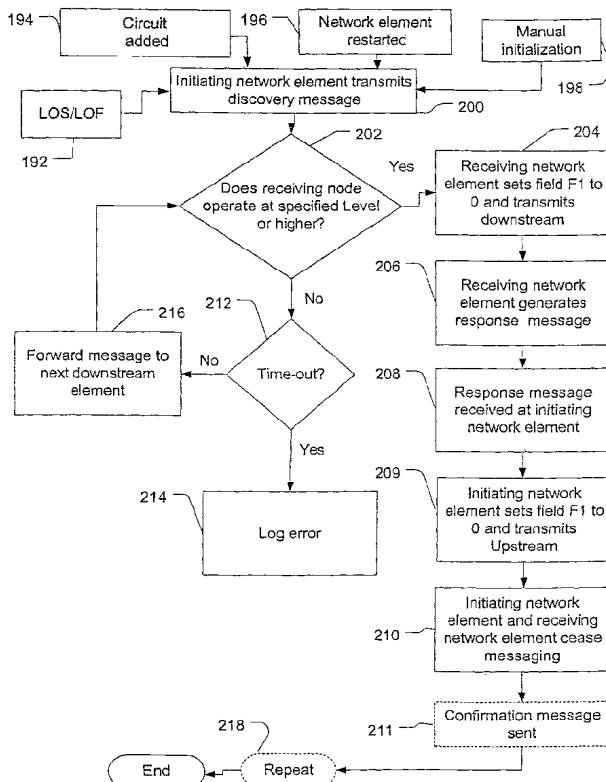 194
Circuit
added
196
Network element
restarted
Manual
initialization
198
Initiating network element transmits
discovery message
200
LOS/LOF
192
202
Does receiving node
operate at specified Level
or higher?
Yes
204
Receiving network
element sets field F1 to
0 and transmits
downstream
206
Receiving network
element generates
response message
No
212
216
Forward message to
next downstream
element
No
Time-out?
208
Response message
received at initiating
network element
Yes
209
Initiating network
element sets field F1 to
0 and transmits
Upstream
214
Log error
210
Initiating network
element and receiving
network element cease
messaging
211
Confirmation message
sent
218
Repeat
End